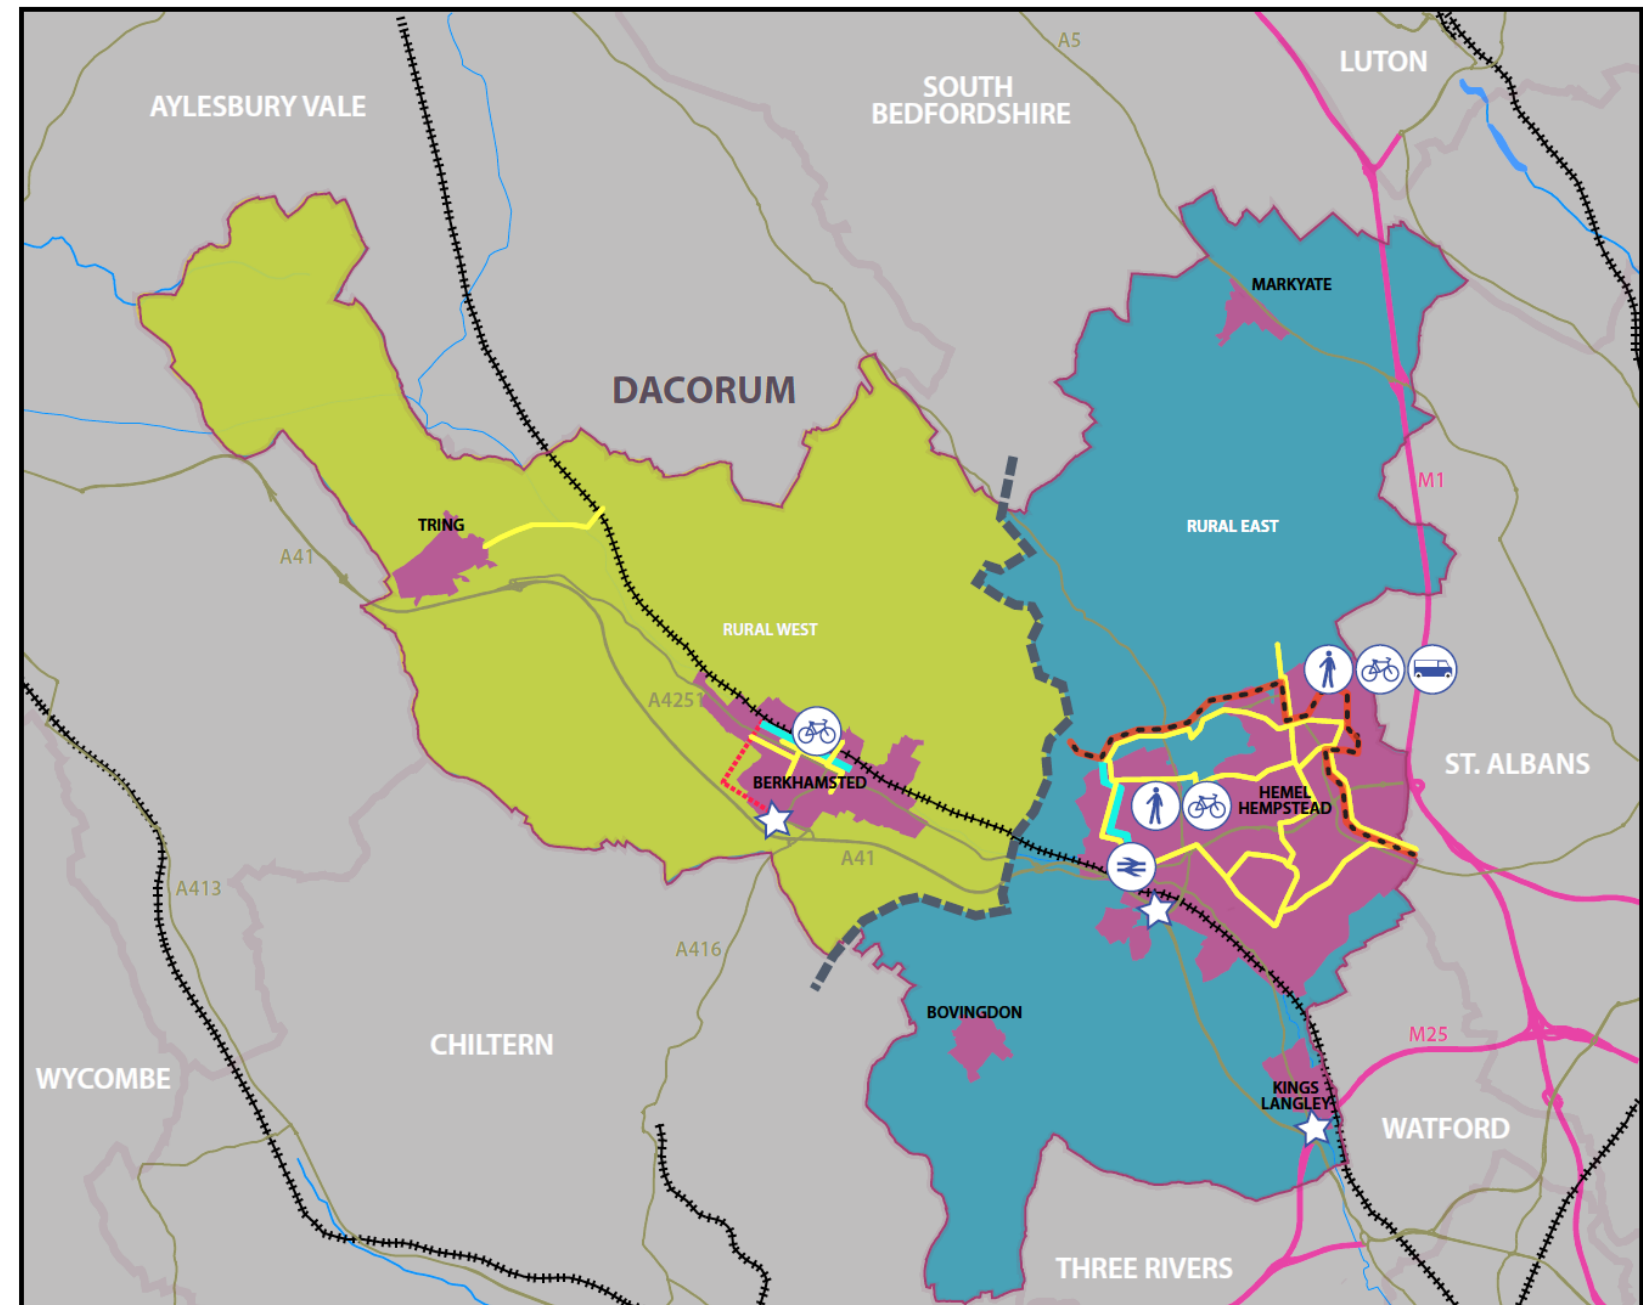 A5
LUTON
AYLESBURY VALE
SOUTH
BEDFORDSHIRE
MARKYATE
DACORUM
M1
TRING
RURAL EAST
A41
RURAL WEST
A4251
ST. ALBANS
BERKHAMSTED
HEMEL
HEMPSTEAD
A41
A413
A416
BOVINGDON
CHILTERN
M25
WYCOMBE
KINGS
LANGLEY
WATFORD
THREE RIVERS